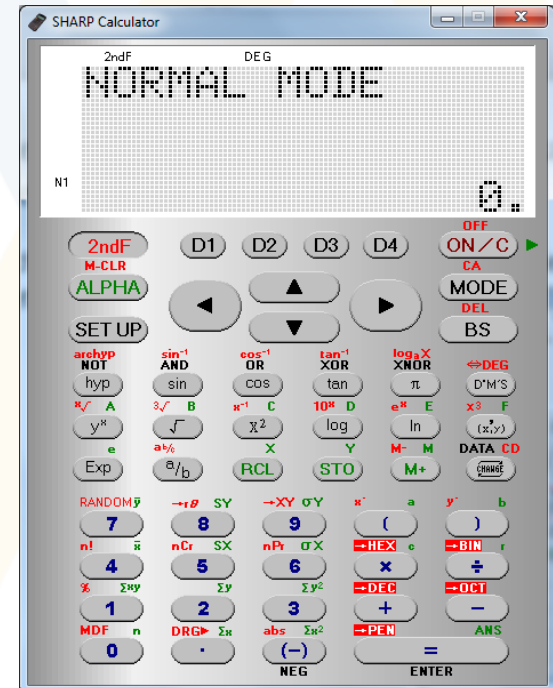 SHARP Calculator
2ndF DEG
NORMAL MODE
N1
0.
OFF
2ndF D1 D2 D3 D4 ON/C
M-CLR CA
ALPHA MODE
DEL
SET UP BS
archyp sin⁻¹ cos⁻¹ tan⁻¹ logₐX
NOT AND OR XOR XNOR ⇔DEG
hyp sin cos tan π D°M'S
ˣ√ A ³√ B x⁻¹ C 10ˣ D eˣ E x³ F
yˣ √ X² log ln (x,y)
e ab/c X Y M- M DATA CD
Exp a/b RCL STO M+ CHANGE
RANDOM ȳ →rθ SY →XY σY x´ a y´ b
7 8 9 ( )
n! x̄ nCr SX nPr σX →HEX c →BIN r
4 5 6 × ÷
% Σxy Σy Σy² →DEC →OCT
1 2 3 + −
MDF n DRG► Σx abs Σx² →PEN ANS
0 · (−) =
NEG ENTER